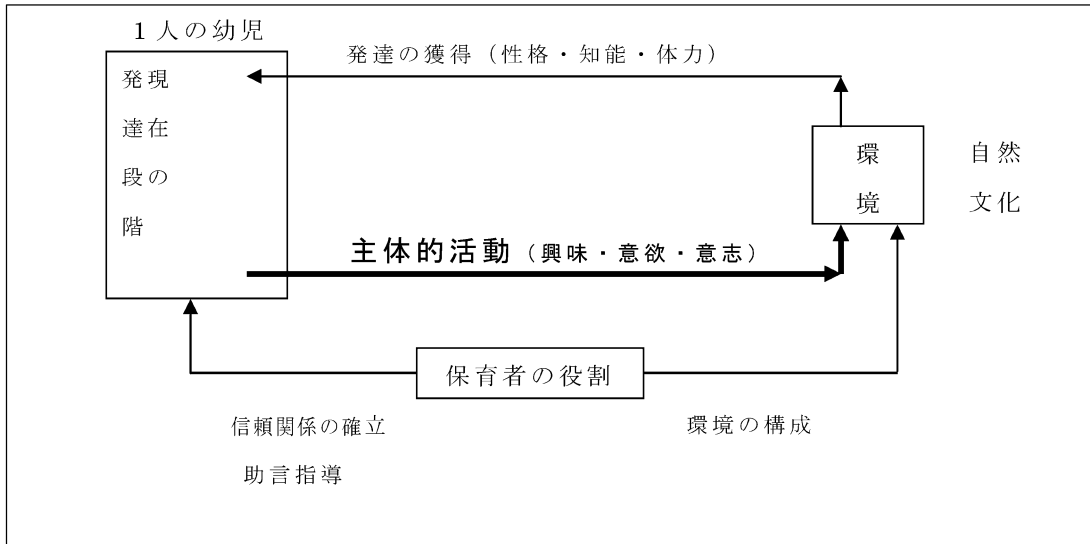 1人の幼児
発達の獲得（性格・知能・体力）
現在の
発達段階
環境
自然
文化
主体的活動（興味・意欲・意志）
保育者の役割
信頼関係の確立
助言指導
環境の構成